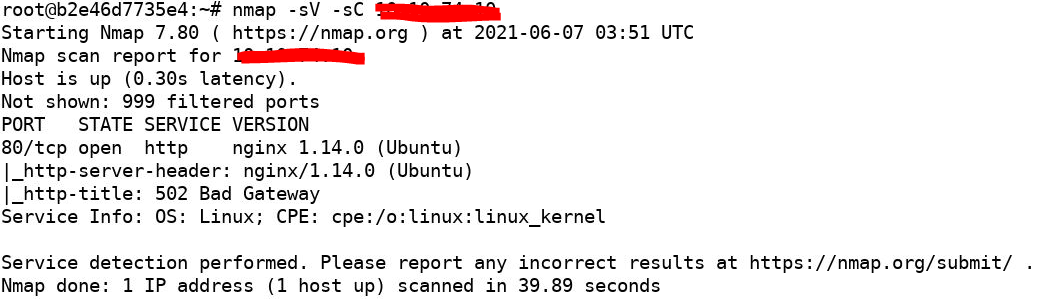 root@b2e46d7735e4:~# nmap -sV -sC
Starting Nmap 7.80 ( https://nmap.org ) at 2021-06-07 03:51 UTC
Nmap scan report for
Host is up (0.30s latency).
Not shown: 999 filtered ports
PORT   STATE SERVICE VERSION
80/tcp open  http    nginx 1.14.0 (Ubuntu)
|_http-server-header: nginx/1.14.0 (Ubuntu)
|_http-title: 502 Bad Gateway
Service Info: OS: Linux; CPE: cpe:/o:linux:linux_kernel
Service detection performed. Please report any incorrect results at https://nmap.org/submit/ .
Nmap done: 1 IP address (1 host up) scanned in 39.89 seconds